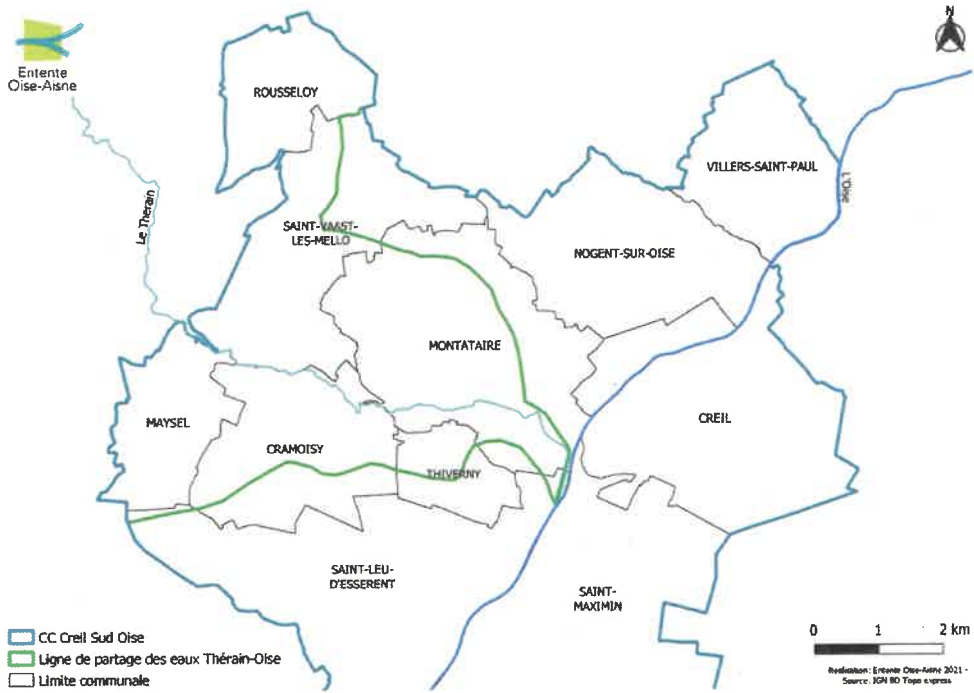 Entente
Oise-Aisne
N
ROUSSELOY
VILLERS-SAINT-PAUL
L'Oise
Le Thérain
SAINT-VAAST-
LES-MELLO
NOGENT-SUR-OISE
MONTATAIRE
MAYSEL
CRAMOISY
CREIL
THIVERNY
SAINT-LEU-
D'ESSERENT
SAINT-
MAXIMIN
CC Creil Sud Oise
Ligne de partage des eaux Thérain-Oise
Limite communale
0 1 2 km
Réalisation: Entente Oise-Aisne 2021 -
Source: IGN BD Topo express